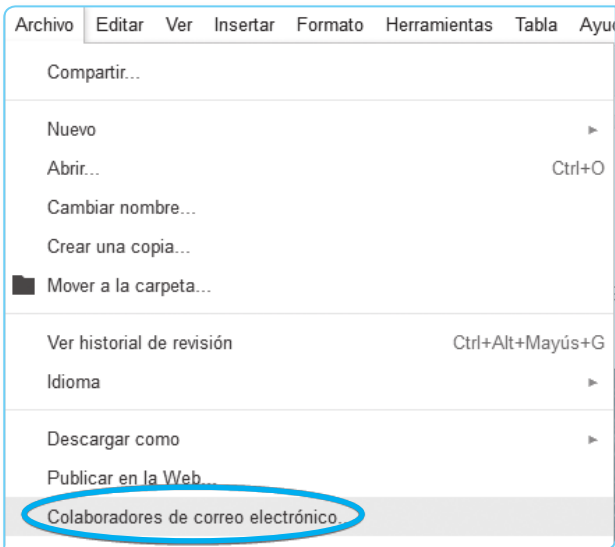 Archivo Editar Ver Insertar Formato Herramientas Tabla Ayu
Compartir...
Nuevo
Abrir... Ctrl+O
Cambiar nombre...
Crear una copia...
Mover a la carpeta...
Ver historial de revisión Ctrl+Alt+Mayús+G
Idioma
Descargar como
Publicar en la Web...
Colaboradores de correo electrónico...